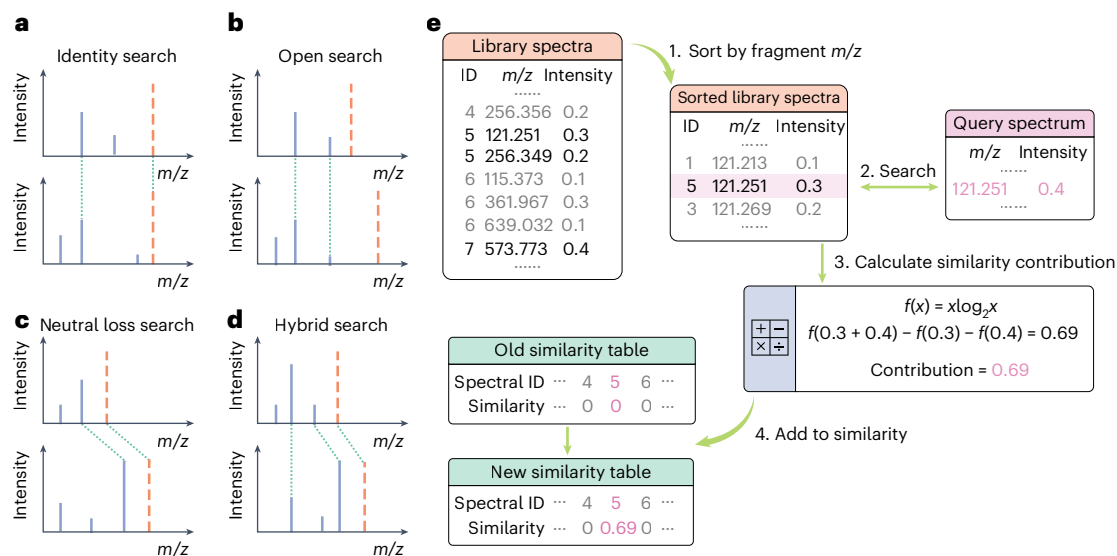 a
Identity search
Intensity
m/z
Intensity
m/z
b
Open search
Intensity
m/z
Intensity
m/z
c
Neutral loss search
Intensity
m/z
Intensity
m/z
d
Hybrid search
Intensity
m/z
Intensity
m/z
e
Library spectra
ID m/z Intensity
······
4 256.356 0.2
5 121.251 0.3
5 256.349 0.2
6 115.373 0.1
6 361.967 0.3
6 639.032 0.1
7 573.773 0.4
······
1. Sort by fragment m/z
Sorted library spectra
ID m/z Intensity
······
1 121.213 0.1
5 121.251 0.3
3 121.269 0.2
······
2. Search
Query spectrum
m/z Intensity
······
121.251 0.4
······
3. Calculate similarity contribution
+ −
× ÷
f(x) = xlog₂x
f(0.3 + 0.4) − f(0.3) − f(0.4) = 0.69
Contribution = 0.69
4. Add to similarity
Old similarity table
Spectral ID ··· 4 5 6 ···
Similarity ··· 0 0 0 ···
New similarity table
Spectral ID ··· 4 5 6 ···
Similarity ··· 0 0.69 0 ···